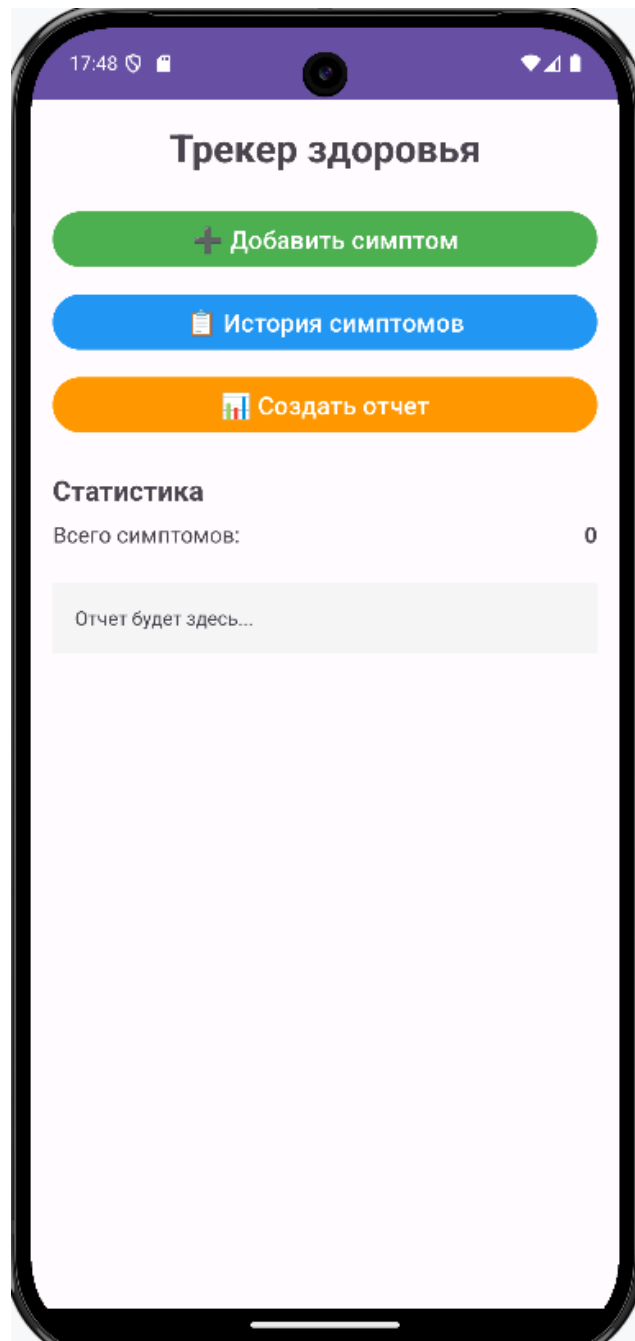 17:48
Трекер здоровья
➕ Добавить симптом
📋 История симптомов
📊 Создать отчет
Статистика
Всего симптомов: 0
Отчет будет здесь...